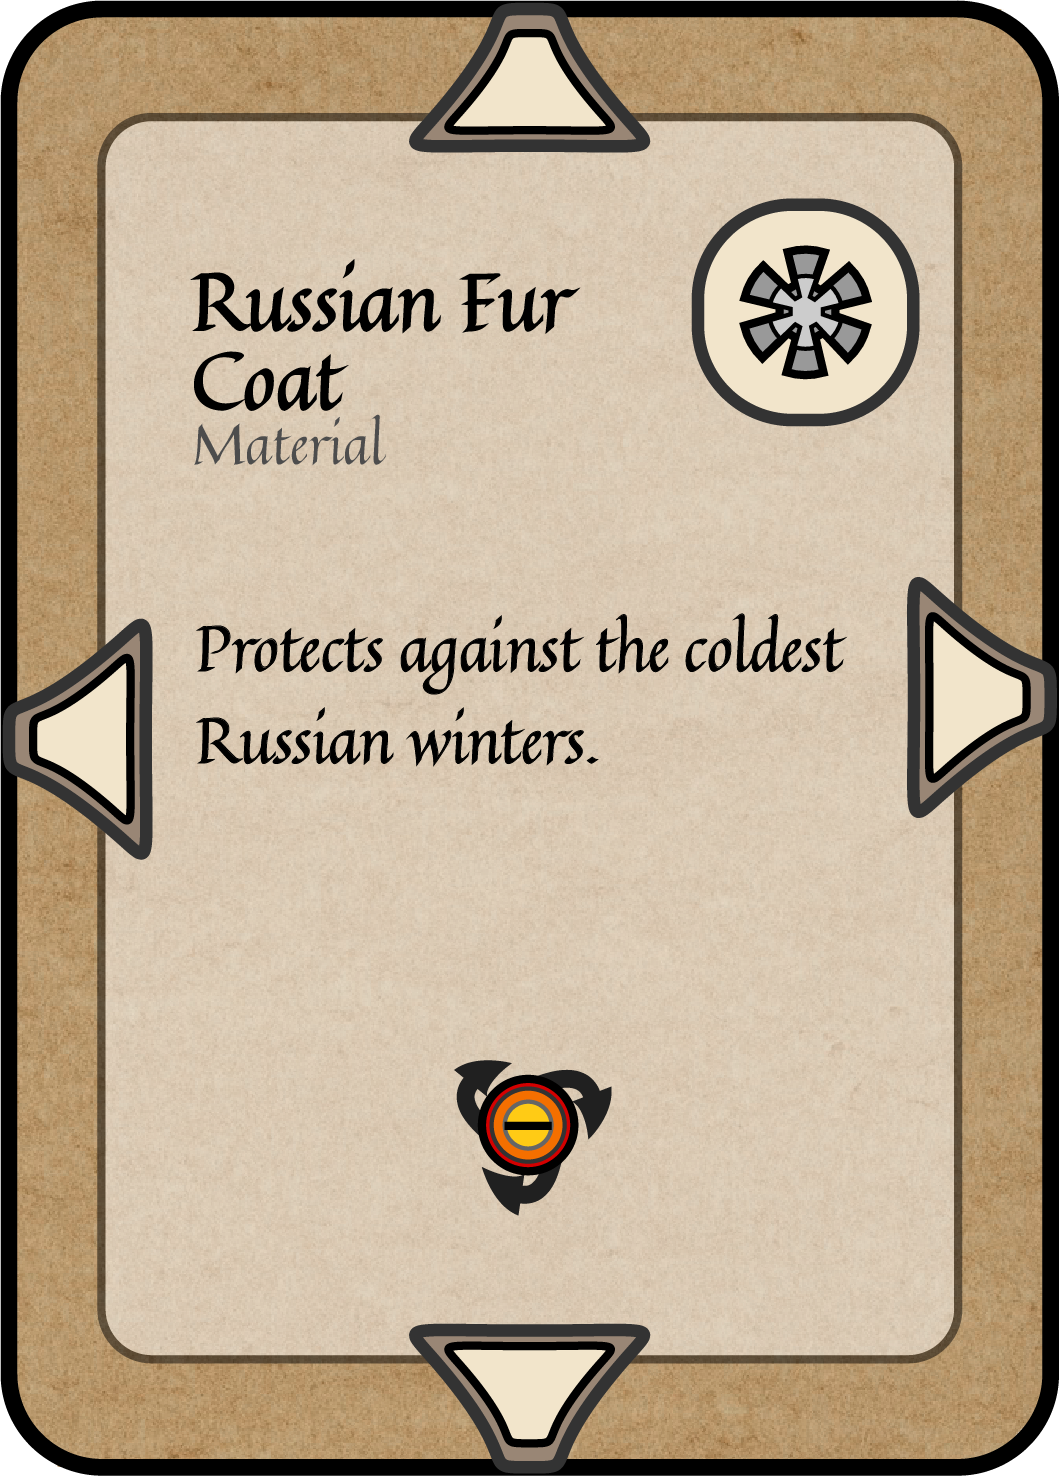 Russian Fur
Coat
Material
Protects against the coldest
Russian winters.